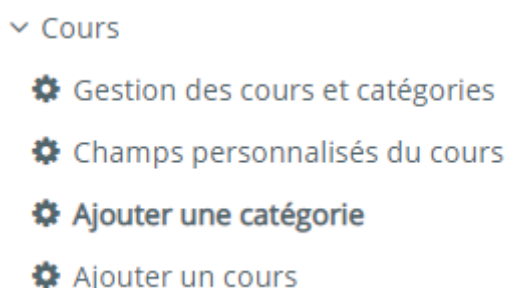 Cours
Gestion des cours et catégories
Champs personnalisés du cours
Ajouter une catégorie
Ajouter un cours